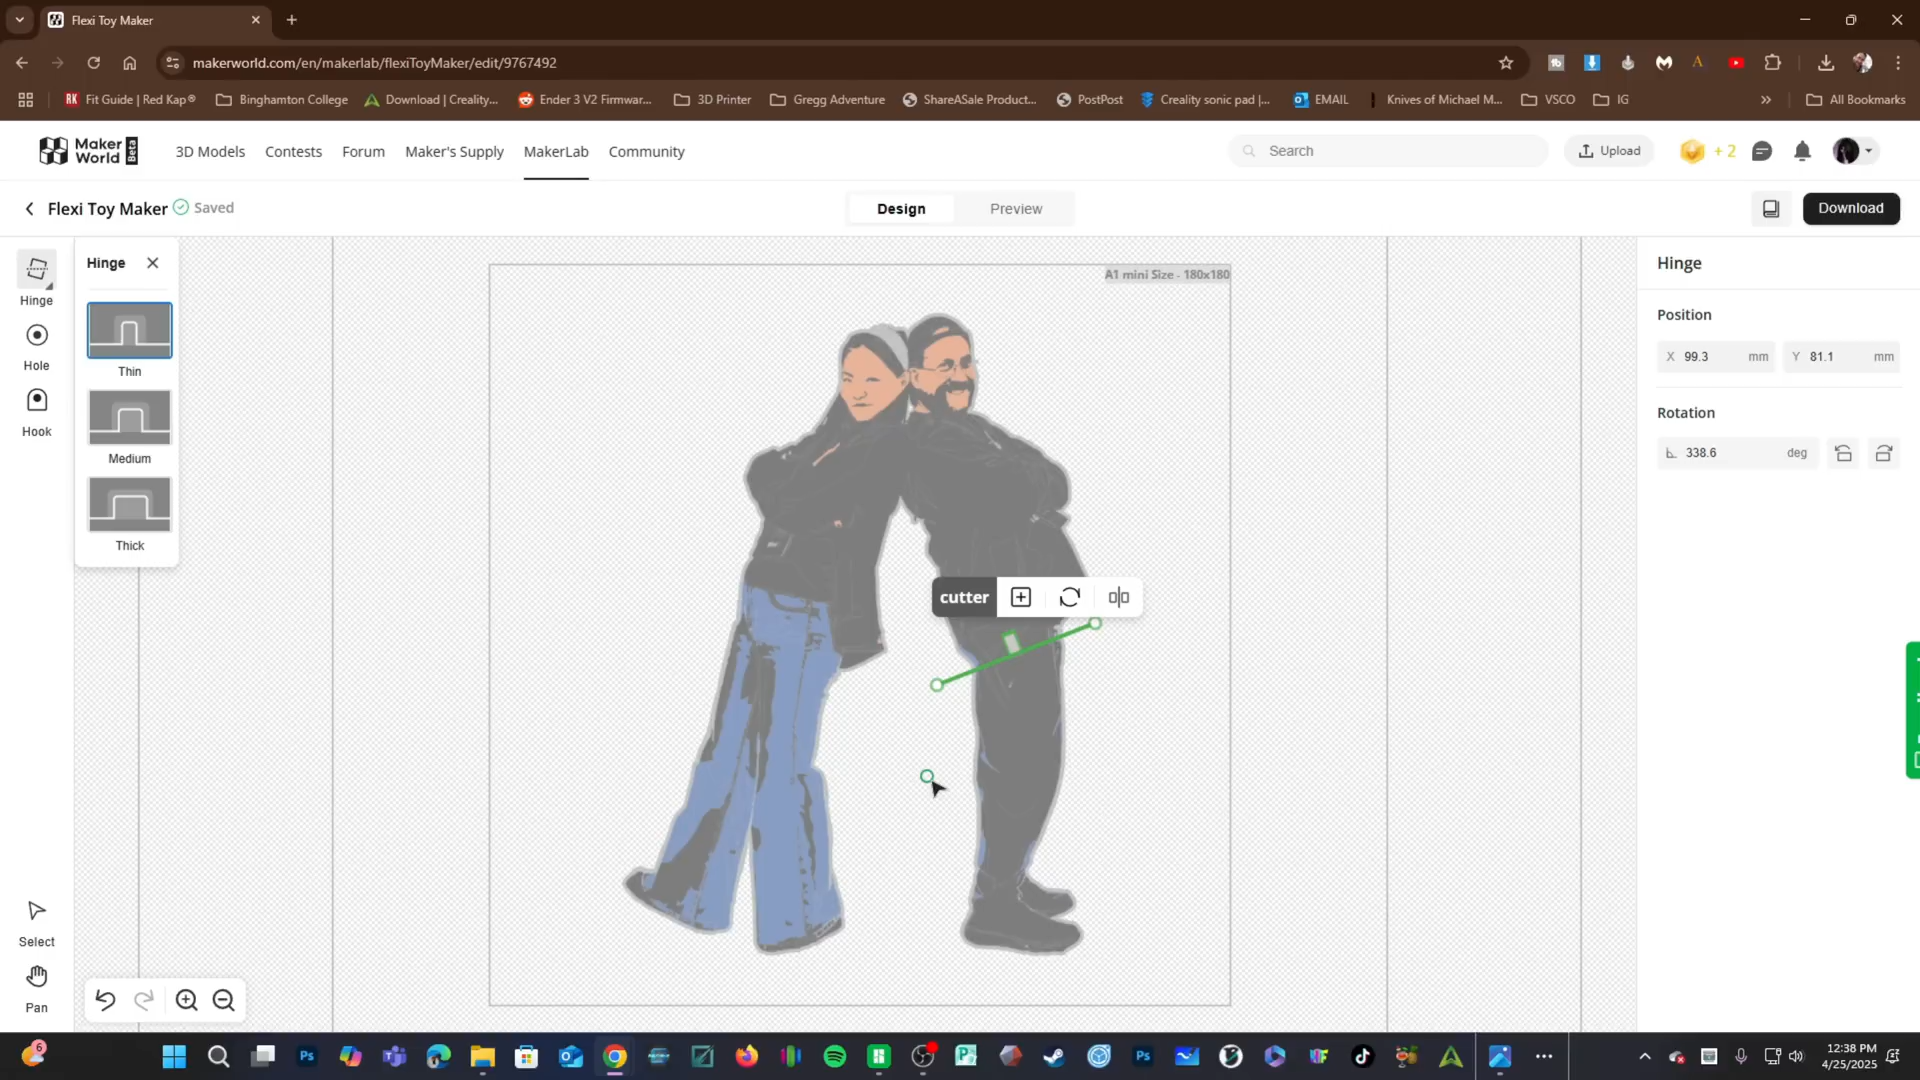 Flexi Toy Maker
makerworld.com/en/makerlab/flexiToyMaker/edit/9767492
RK Fit Guide | Red Kap® Binghamton College Download | Creality... Ender 3 V2 Firmwar... 3D Printer Gregg Adventure ShareASale Product... PostPost Creality sonic pad |... EMAIL Knives of Michael M... VSCO IG » All Bookmarks
Maker World Beta
3D Models Contests Forum Maker's Supply MakerLab Community Search Upload + 2
Flexi Toy Maker Saved Design Preview Download
Hinge
Hole
Hook
Select
Pan
Hinge
Thin
Medium
Thick
A1 mini Size - 180x180
cutter
Hinge
Position
X 99.3 mm Y 81.1 mm
Rotation
338.6 deg
6
12:38 PM
4/25/2025